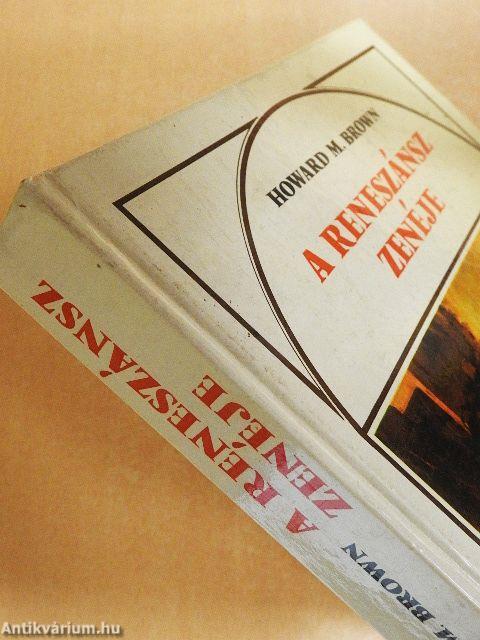 HOWARD M. BROWN
A RENESZÁNSZ
ZENÉJE
A RENESZÁNSZ
ZENÉJE
M. BROWN
Antikvárium.hu